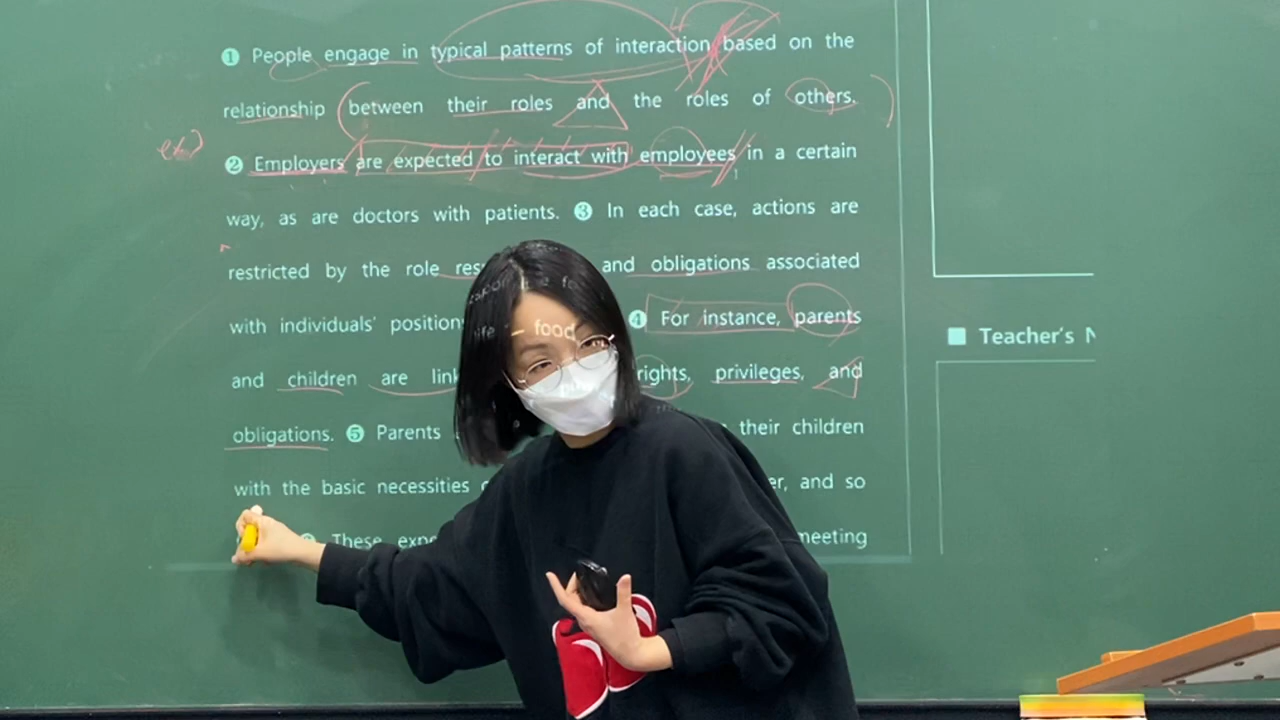 ❶ People engage in typical patterns of interaction based on the
relationship between their roles and the roles of others.
ex)
❷ Employers are expected to interact with employees in a certain
way, as are doctors with patients. ❸ In each case, actions are
restricted by the role and obligations associated
with individuals' life — food ❹ For instance, parents
and children are rights, privileges, and
obligations. ❺ Parents their children
with the basic necessities and so
These meeting
■ Teacher's